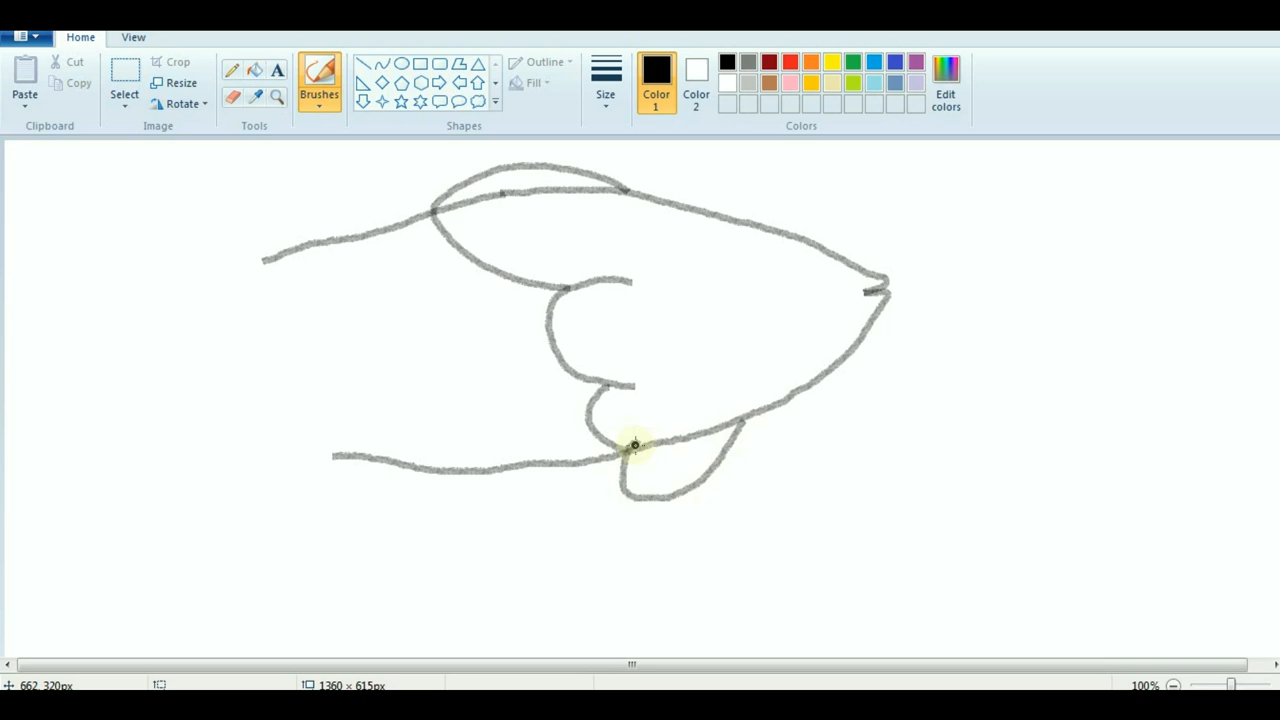 Home View
Paste
Cut
Copy
Clipboard
Select
Crop
Resize
Rotate
Image
Tools
Brushes
Outline
Fill
Shapes
Size
Color 1
Color 2
Edit colors
Colors
662, 320px
1360 × 615px
100%